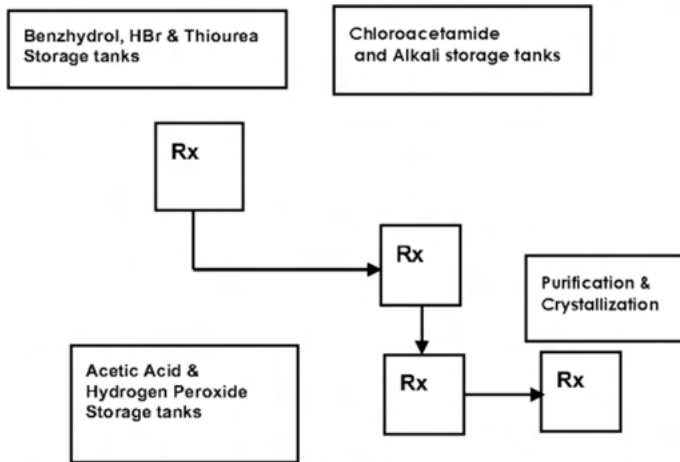 Benzhydrol, HBr & Thiourea
Storage tanks
Chloroacetamide
and Alkali storage tanks
Rx
Rx
Purification &
Crystallization
Acetic Acid &
Hydrogen Peroxide
Storage tanks
Rx
Rx